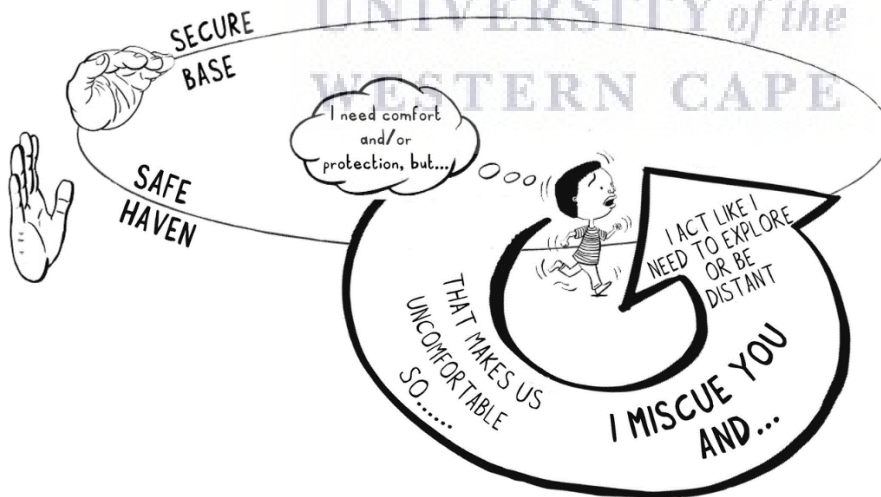 UNIVERSITY of the
WESTERN CAPE
SECURE
BASE
SAFE
HAVEN
I need comfort
and/or
protection, but...
THAT MAKES US
UNCOMFORTABLE
SO......
I MISCUE YOU
AND...
I ACT LIKE I
NEED TO EXPLORE
OR BE
DISTANT